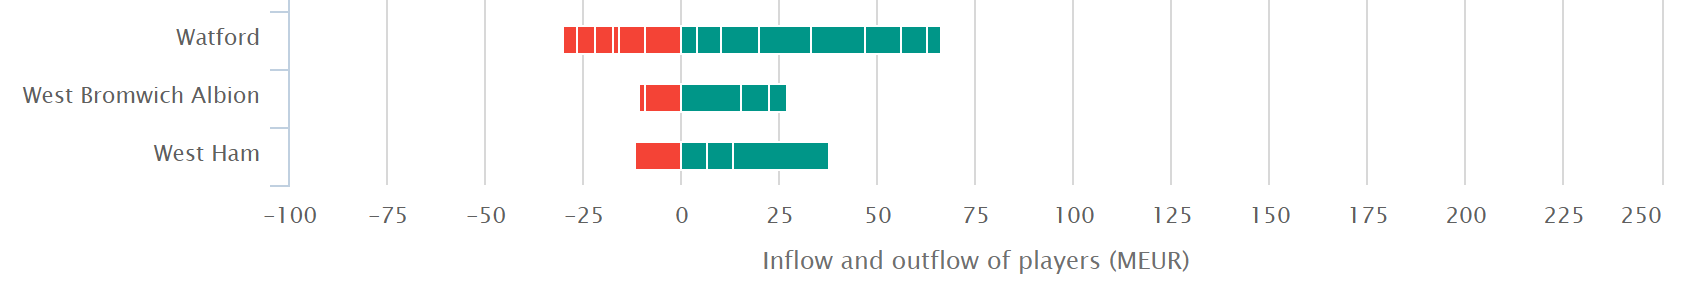 Watford
West Bromwich Albion
West Ham
-100 -75 -50 -25 0 25 50 75 100 125 150 175 200 225 250
Inflow and outflow of players (MEUR)